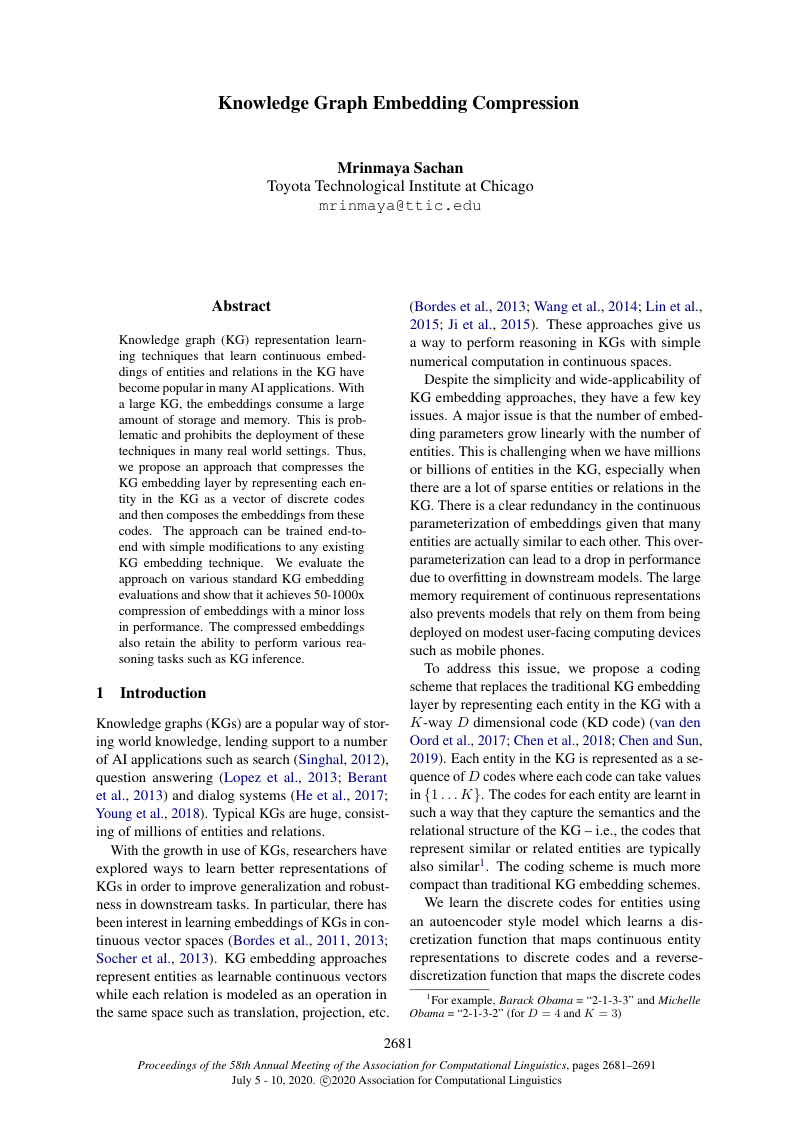 Knowledge Graph Embedding Compression
Mrinmaya Sachan
Toyota Technological Institute at Chicago
mrinmaya@ttic.edu
Abstract
Knowledge graph (KG) representation learn-
ing techniques that learn continuous embed-
dings of entities and relations in the KG have
become popular in many AI applications. With
a large KG, the embeddings consume a large
amount of storage and memory. This is prob-
lematic and prohibits the deployment of these
techniques in many real world settings. Thus,
we propose an approach that compresses the
KG embedding layer by representing each en-
tity in the KG as a vector of discrete codes
and then composes the embeddings from these
codes. The approach can be trained end-to-
end with simple modifications to any existing
KG embedding technique. We evaluate the
approach on various standard KG embedding
evaluations and show that it achieves 50-1000x
compression of embeddings with a minor loss
in performance. The compressed embeddings
also retain the ability to perform various rea-
soning tasks such as KG inference.
1 Introduction
Knowledge graphs (KGs) are a popular way of stor-
ing world knowledge, lending support to a number
of AI applications such as search (Singhal, 2012),
question answering (Lopez et al., 2013; Berant
et al., 2013) and dialog systems (He et al., 2017;
Young et al., 2018). Typical KGs are huge, consist-
ing of millions of entities and relations.
With the growth in use of KGs, researchers have
explored ways to learn better representations of
KGs in order to improve generalization and robust-
ness in downstream tasks. In particular, there has
been interest in learning embeddings of KGs in con-
tinuous vector spaces (Bordes et al., 2011, 2013;
Socher et al., 2013). KG embedding approaches
represent entities as learnable continuous vectors
while each relation is modeled as an operation in
the same space such as translation, projection, etc.
(Bordes et al., 2013; Wang et al., 2014; Lin et al.,
2015; Ji et al., 2015). These approaches give us
a way to perform reasoning in KGs with simple
numerical computation in continuous spaces.
Despite the simplicity and wide-applicability of
KG embedding approaches, they have a few key
issues. A major issue is that the number of embed-
ding parameters grow linearly with the number of
entities. This is challenging when we have millions
or billions of entities in the KG, especially when
there are a lot of sparse entities or relations in the
KG. There is a clear redundancy in the continuous
parameterization of embeddings given that many
entities are actually similar to each other. This over-
parameterization can lead to a drop in performance
due to overfitting in downstream models. The large
memory requirement of continuous representations
also prevents models that rely on them from being
deployed on modest user-facing computing devices
such as mobile phones.
To address this issue, we propose a coding
scheme that replaces the traditional KG embedding
layer by representing each entity in the KG with a
K-way D dimensional code (KD code) (van den
Oord et al., 2017; Chen et al., 2018; Chen and Sun,
2019). Each entity in the KG is represented as a se-
quence of D codes where each code can take values
in {1 . . . K}. The codes for each entity are learnt in
such a way that they capture the semantics and the
relational structure of the KG – i.e., the codes that
represent similar or related entities are typically
also similar¹. The coding scheme is much more
compact than traditional KG embedding schemes.
We learn the discrete codes for entities using
an autoencoder style model which learns a dis-
cretization function that maps continuous entity
representations to discrete codes and a reverse-
discretization function that maps the discrete codes
¹For example, Barack Obama = “2-1-3-3” and Michelle
Obama = “2-1-3-2” (for D = 4 and K = 3)
2681
Proceedings of the 58th Annual Meeting of the Association for Computational Linguistics, pages 2681–2691
July 5 - 10, 2020. ©2020 Association for Computational Linguistics